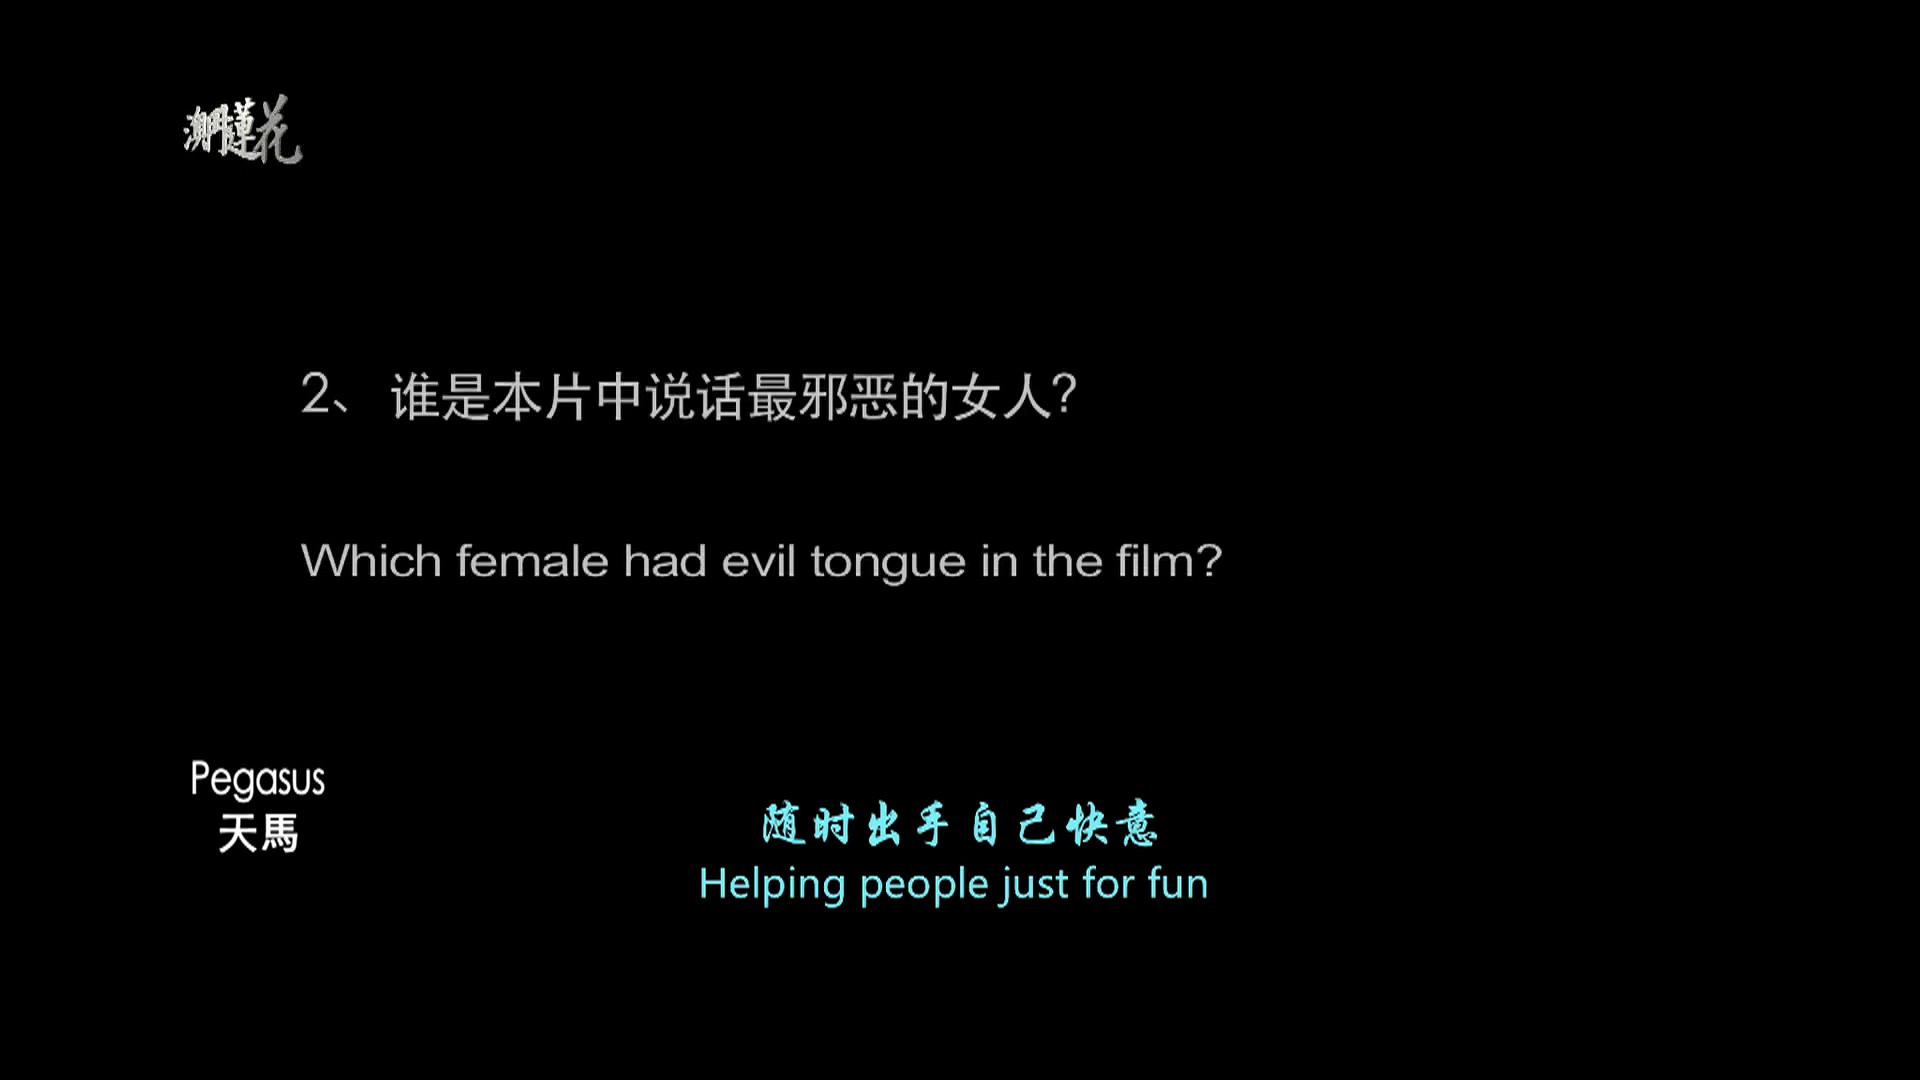 澳門蓮花
2、 谁是本片中说话最邪恶的女人?
Which female had evil tongue in the film?
Pegasus
天馬
随时出手自己快意
Helping people just for fun